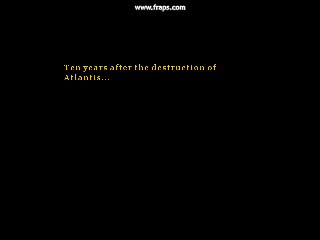 www.fraps.com
Ten years after the destruction of
Atlantis...